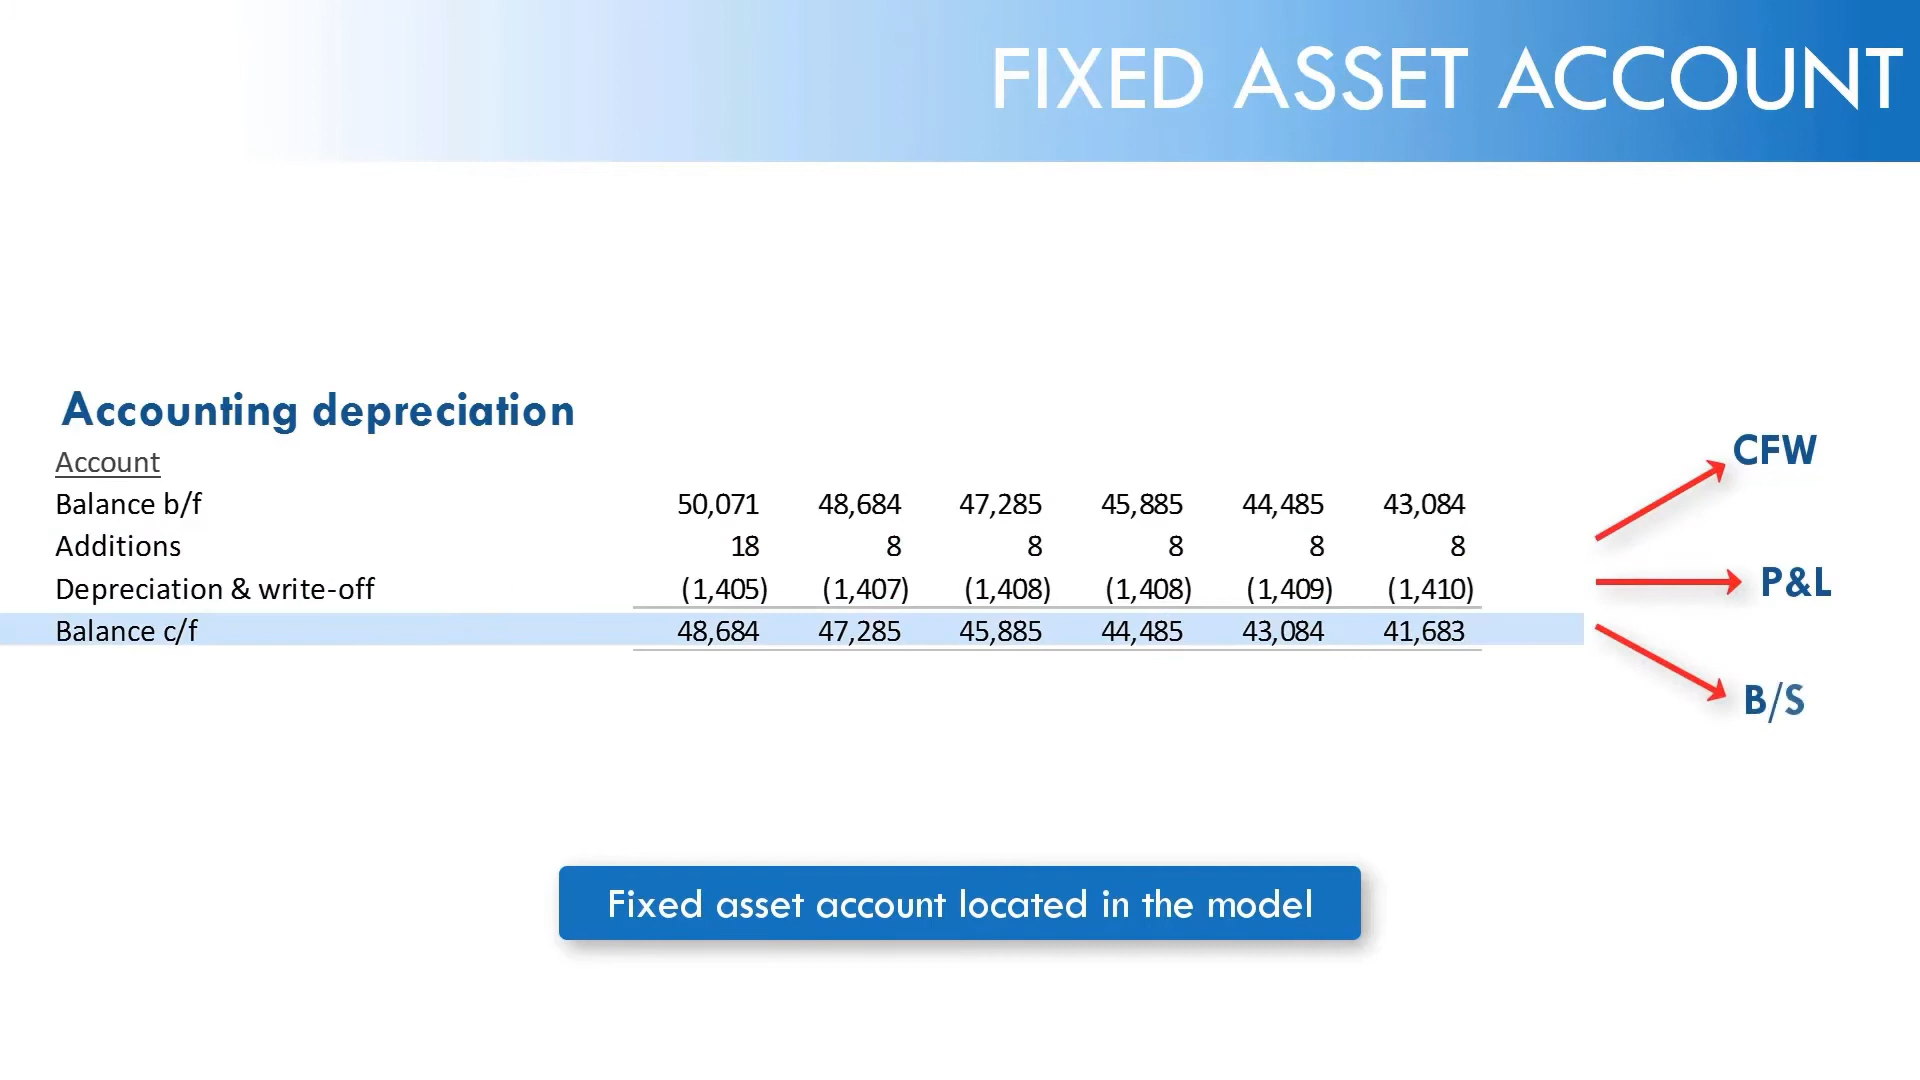 FIXED ASSET ACCOUNT
Accounting depreciation
Account
Balance b/f 50,071 48,684 47,285 45,885 44,485 43,084
Additions 18 8 8 8 8 8
Depreciation & write-off (1,405) (1,407) (1,408) (1,408) (1,409) (1,410)
Balance c/f 48,684 47,285 45,885 44,485 43,084 41,683
CFW
P&L
B/S
Fixed asset account located in the model